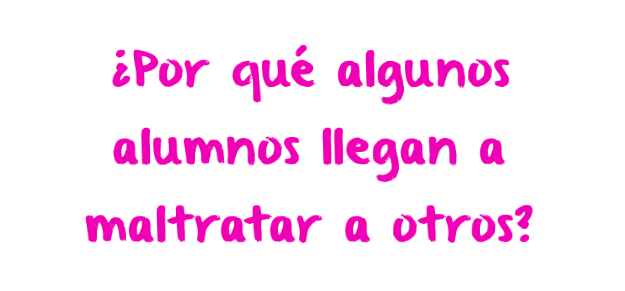 ¿Por qué algunos
alumnos llegan a
maltratar a otros?